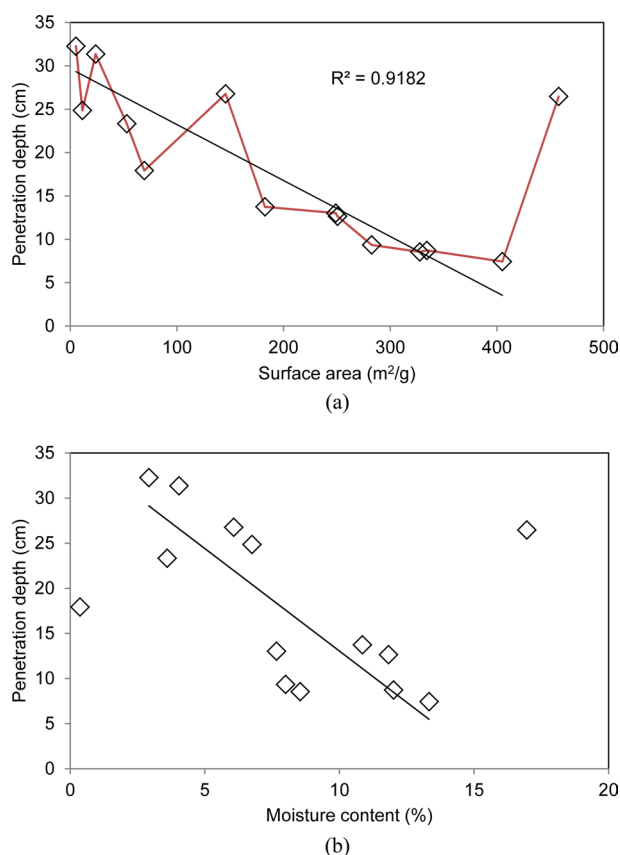 35
30
25
20
15
10
5
0
Penetration depth (cm)
R² = 0.9182
0 100 200 300 400 500
Surface area (m²/g)
(a)
35
30
25
20
15
10
5
0
Penetration depth (cm)
0 5 10 15 20
Moisture content (%)
(b)